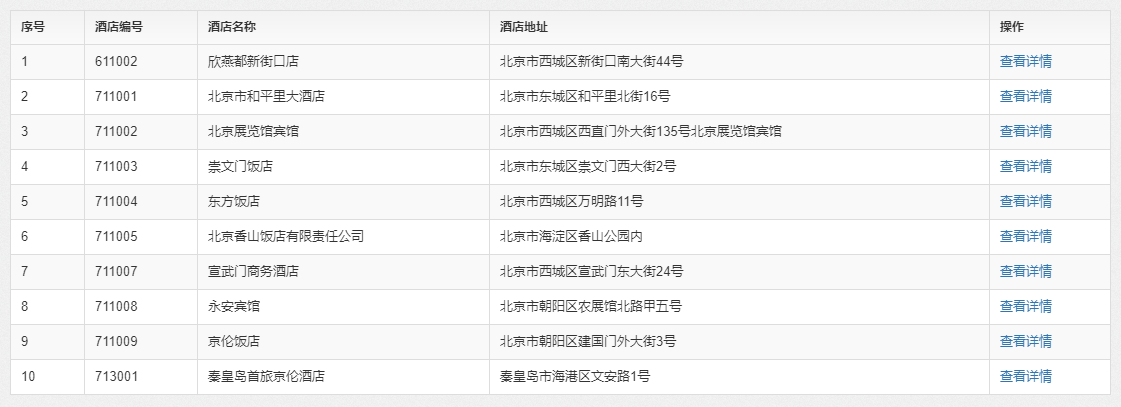 序号 酒店编号 酒店名称 酒店地址 操作
1 611002 欣燕都新街口店 北京市西城区新街口南大街44号 查看详情
2 711001 北京市和平里大酒店 北京市东城区和平里北街16号 查看详情
3 711002 北京展览馆宾馆 北京市西城区西直门外大街135号北京展览馆宾馆 查看详情
4 711003 崇文门饭店 北京市东城区崇文门西大街2号 查看详情
5 711004 东方饭店 北京市西城区万明路11号 查看详情
6 711005 北京香山饭店有限责任公司 北京市海淀区香山公园内 查看详情
7 711007 宣武门商务酒店 北京市西城区宣武门东大街24号 查看详情
8 711008 永安宾馆 北京市朝阳区农展馆北路甲五号 查看详情
9 711009 京伦饭店 北京市朝阳区建国门外大街3号 查看详情
10 713001 秦皇岛首旅京伦酒店 秦皇岛市海港区文安路1号 查看详情